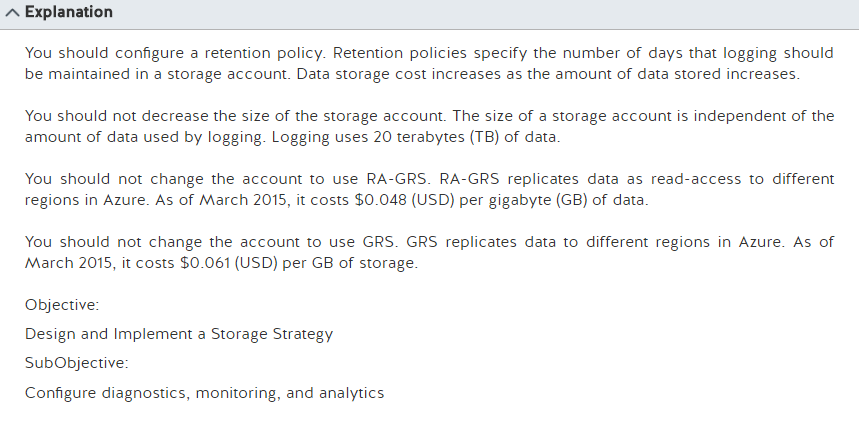 Explanation
You should configure a retention policy. Retention policies specify the number of days that logging should
be maintained in a storage account. Data storage cost increases as the amount of data stored increases.
You should not decrease the size of the storage account. The size of a storage account is independent of the
amount of data used by logging. Logging uses 20 terabytes (TB) of data.
You should not change the account to use RA-GRS. RA-GRS replicates data as read-access to different
regions in Azure. As of March 2015, it costs $0.048 (USD) per gigabyte (GB) of data.
You should not change the account to use GRS. GRS replicates data to different regions in Azure. As of
March 2015, it costs $0.061 (USD) per GB of storage.
Objective:
Design and Implement a Storage Strategy
SubObjective:
Configure diagnostics, monitoring, and analytics